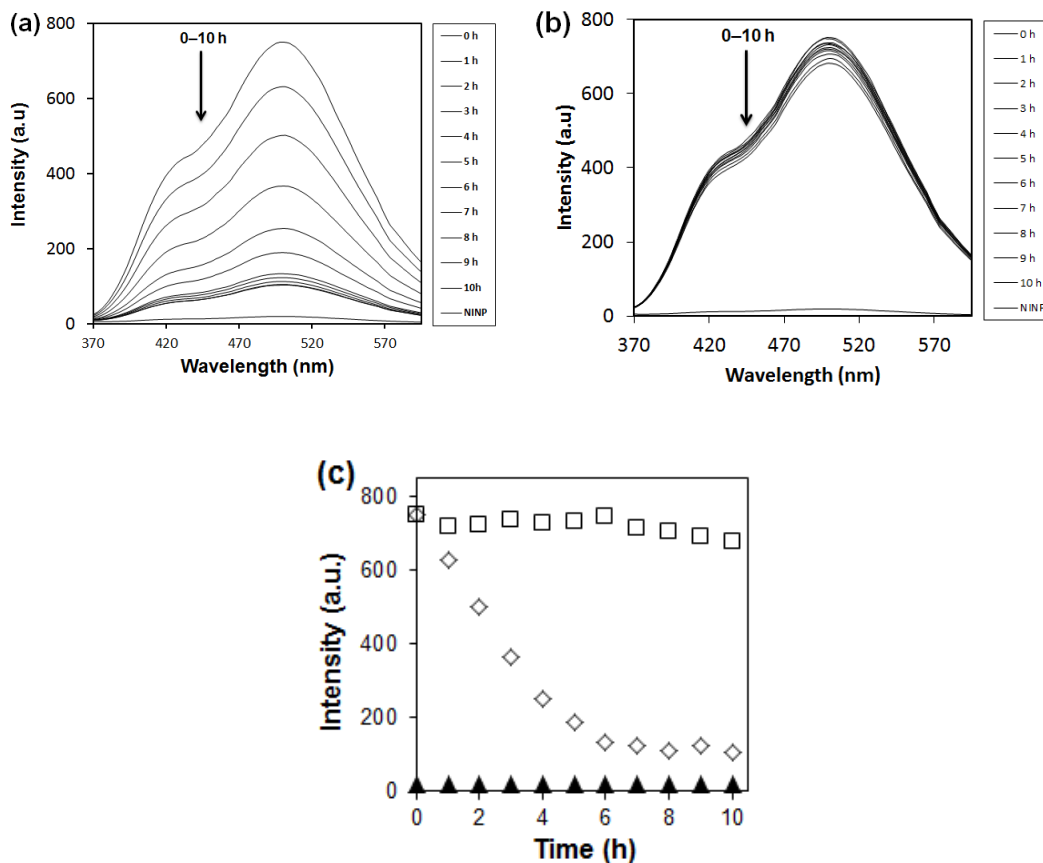 (a)
0–10 h
Intensity (a.u)
800
600
400
200
0
370
420
470
520
570
Wavelength (nm)
0 h
1 h
2 h
3 h
4 h
5 h
6 h
7 h
8 h
9 h
10h
NINP
(b)
0–10 h
Intensity (a.u)
800
600
400
200
0
370
420
470
520
570
Wavelength (nm)
0 h
1 h
2 h
3 h
4 h
5 h
6 h
7 h
8 h
9 h
10 h
NINP
(c)
Intensity (a.u.)
800
600
400
200
0
0
2
4
6
8
10
Time (h)